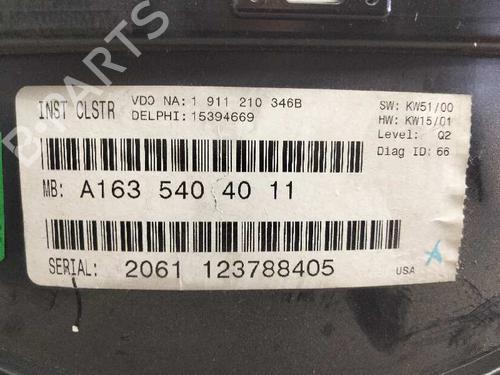 INST CLSTR
VDO NA: 1 911 210 346B
DELPHI: 15394669
SW: KW51/00
HW: KW15/01
Level: Q2
Diag ID: 66
MB: A163 540 40 11
SERIAL: 2061 123788405
USA
B-PARTS